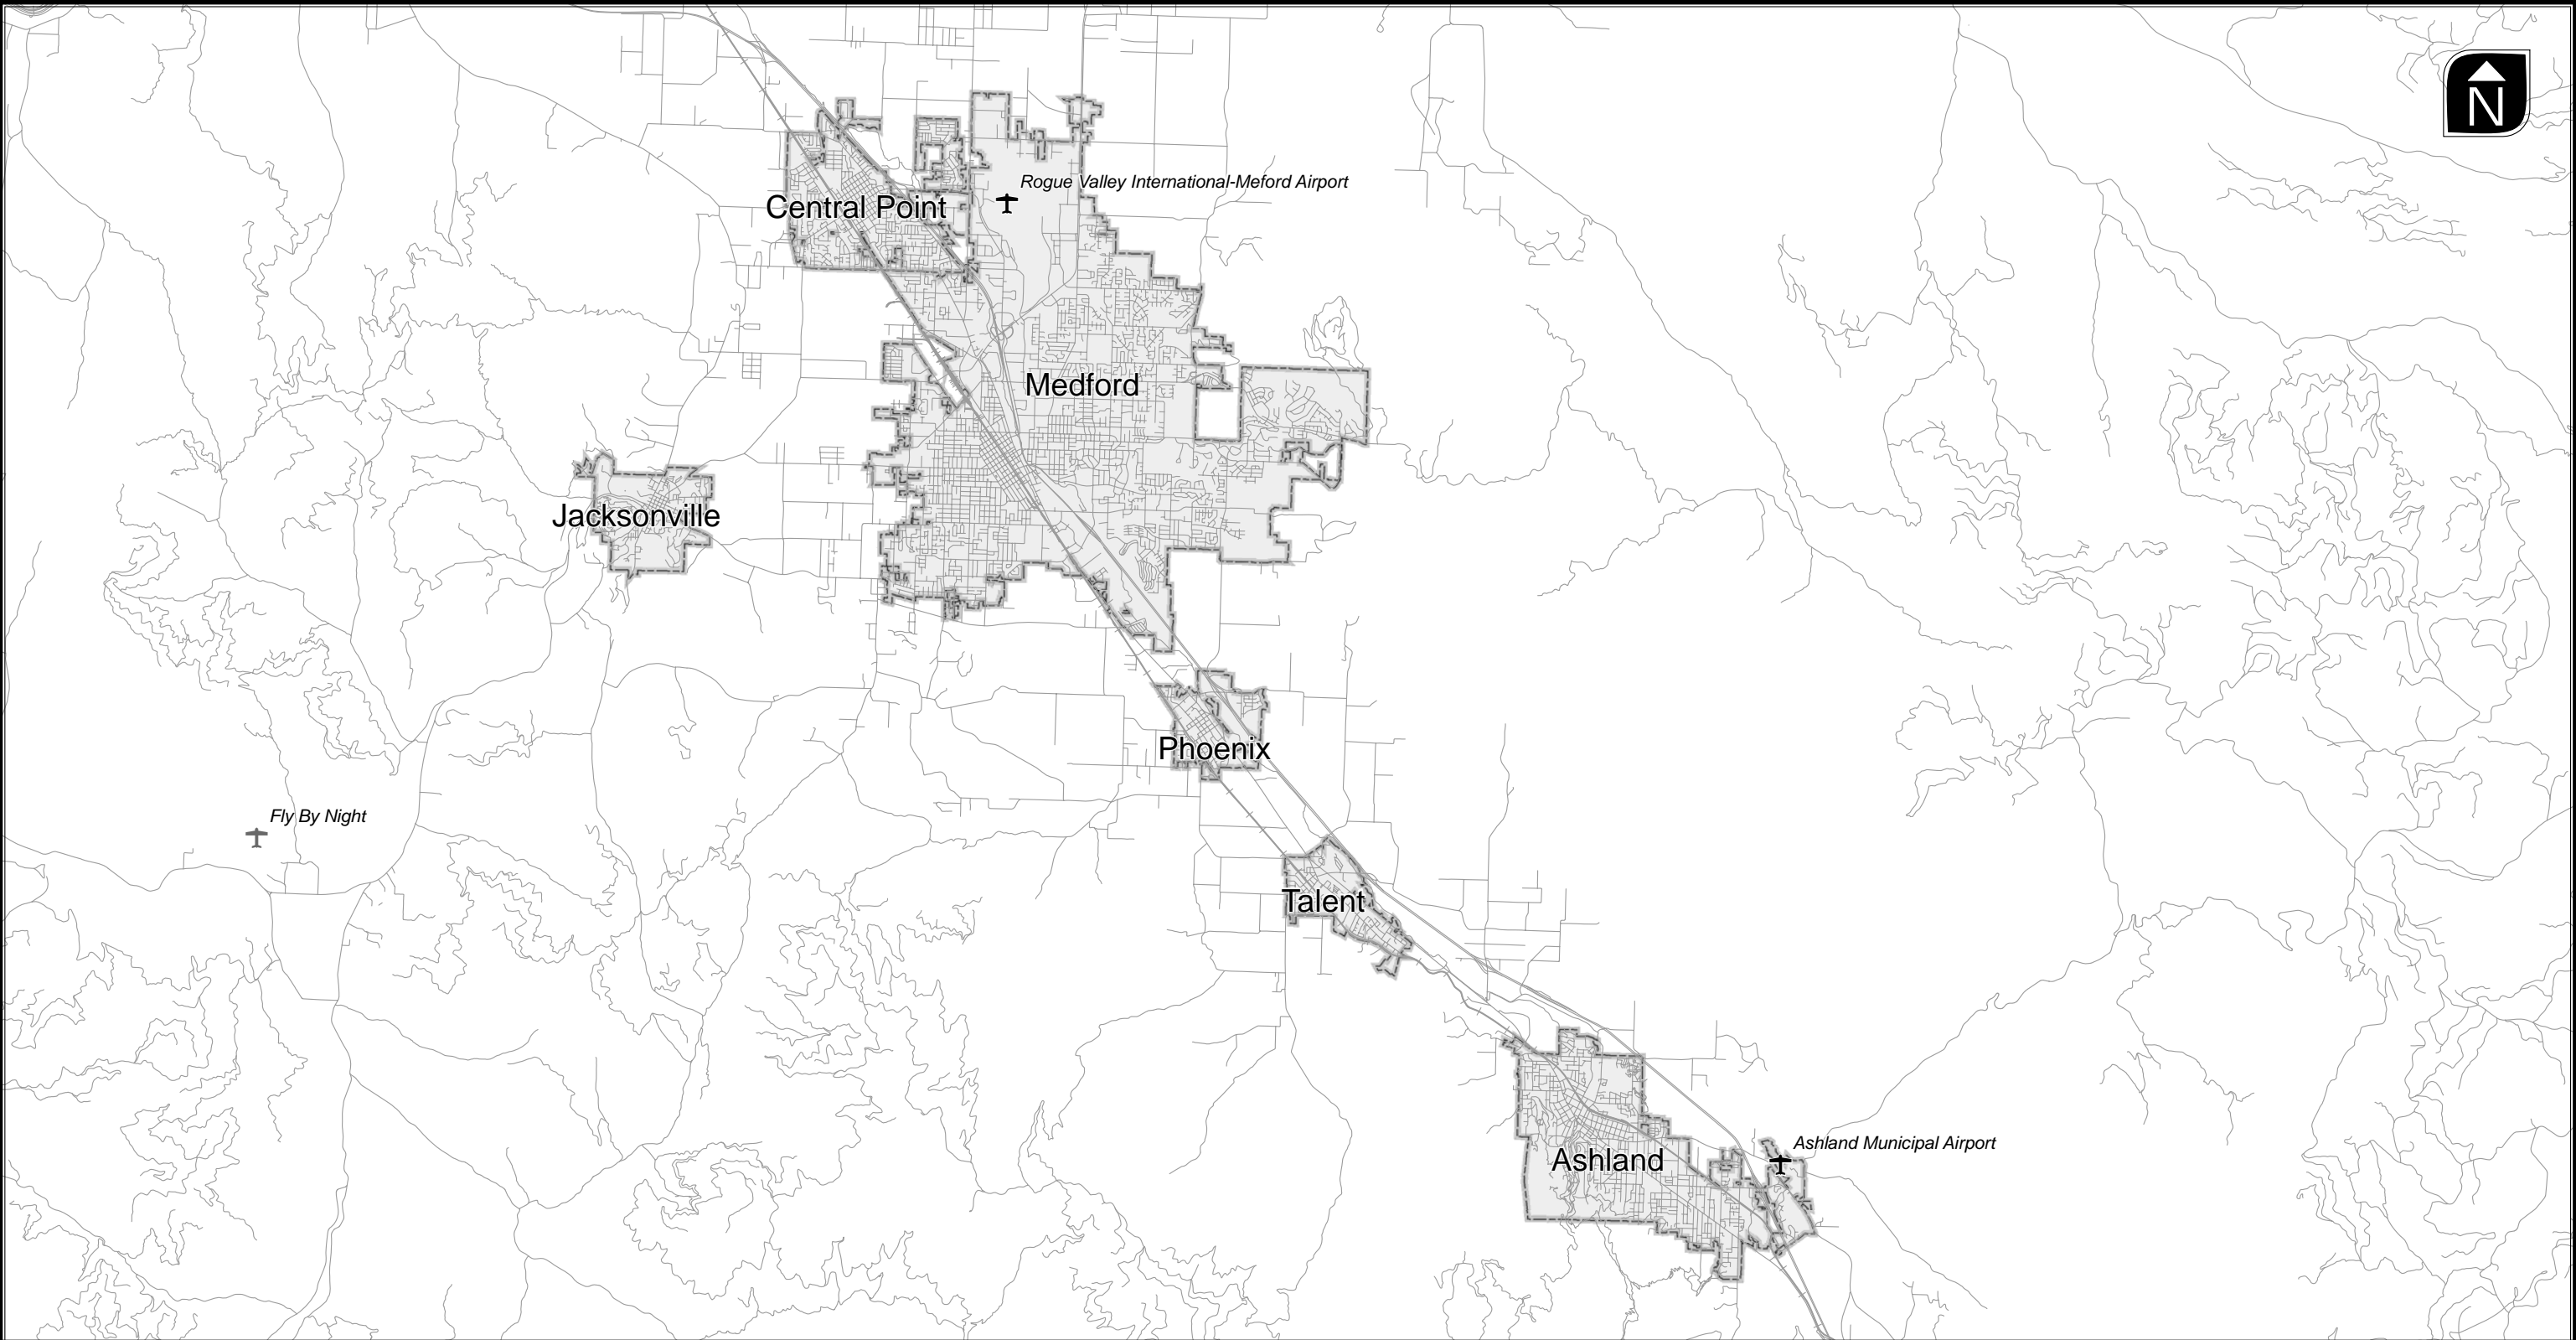 N
Rogue Valley International-Meford Airport
Central Point
Medford
Jacksonville
Phoenix
Fly By Night
Talent
Ashland Municipal Airport
Ashland